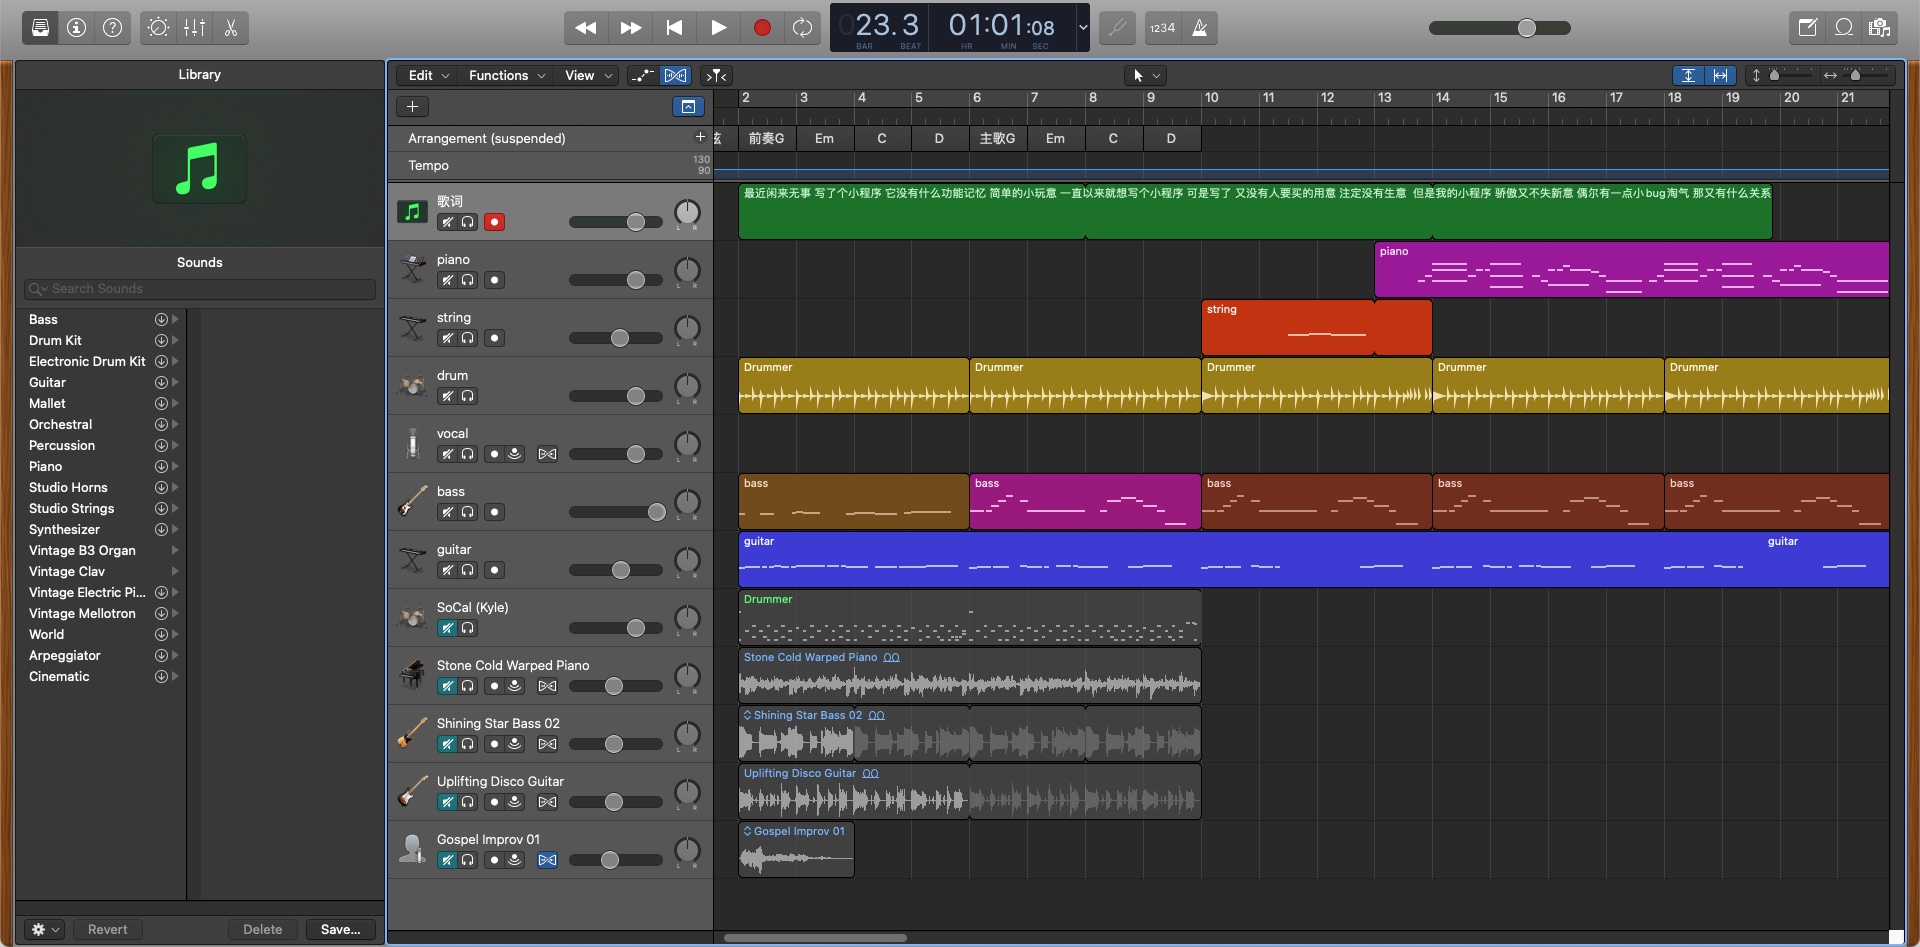 023.3
BAR BEAT
01:01:08
HR MIN SEC
1234
Library
Sounds
Search Sounds
Bass
Drum Kit
Electronic Drum Kit
Guitar
Mallet
Orchestral
Percussion
Piano
Studio Horns
Studio Strings
Synthesizer
Vintage B3 Organ
Vintage Clav
Vintage Electric Pi...
Vintage Mellotron
World
Arpeggiator
Cinematic
Revert
Delete
Save...
Edit
Functions
View
2 3 4 5 6 7 8 9 10 11 12 13 14 15 16 17 18 19 20 21
Arrangement (suspended)
前奏G Em C D 主歌G Em C D
Tempo
130
90
歌词
L R
最近闲来无事 写了个小程序 它没有什么功能记忆 简单的小玩意 一直以来就想写个小程序 可是写了 又没有人要买的用意 注定没有生意 但是我的小程序 骄傲又不失新意 偶尔有一点小bug淘气 那又有什么关系
piano
L R
piano
string
L R
string
drum
L R
Drummer Drummer Drummer Drummer Drummer
vocal
L R
bass
L R
bass bass bass bass bass
guitar
L R
guitar guitar
SoCal (Kyle)
L R
Drummer
Stone Cold Warped Piano
L R
Stone Cold Warped Piano
Shining Star Bass 02
L R
Shining Star Bass 02
Uplifting Disco Guitar
L R
Uplifting Disco Guitar
Gospel Improv 01
L R
Gospel Improv 01